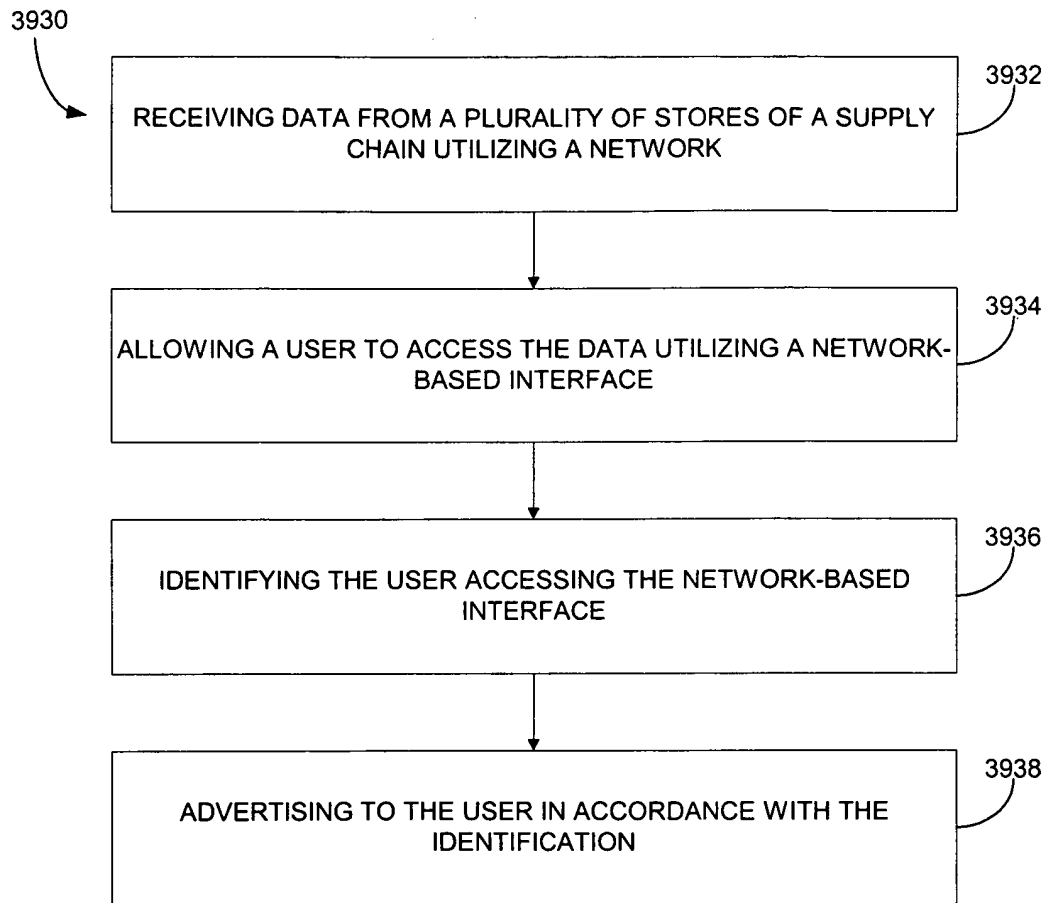 3930
3932
RECEIVING DATA FROM A PLURALITY OF STORES OF A SUPPLY
CHAIN UTILIZING A NETWORK
3934
ALLOWING A USER TO ACCESS THE DATA UTILIZING A NETWORK-
BASED INTERFACE
3936
IDENTIFYING THE USER ACCESSING THE NETWORK-BASED
INTERFACE
3938
ADVERTISING TO THE USER IN ACCORDANCE WITH THE
IDENTIFICATION